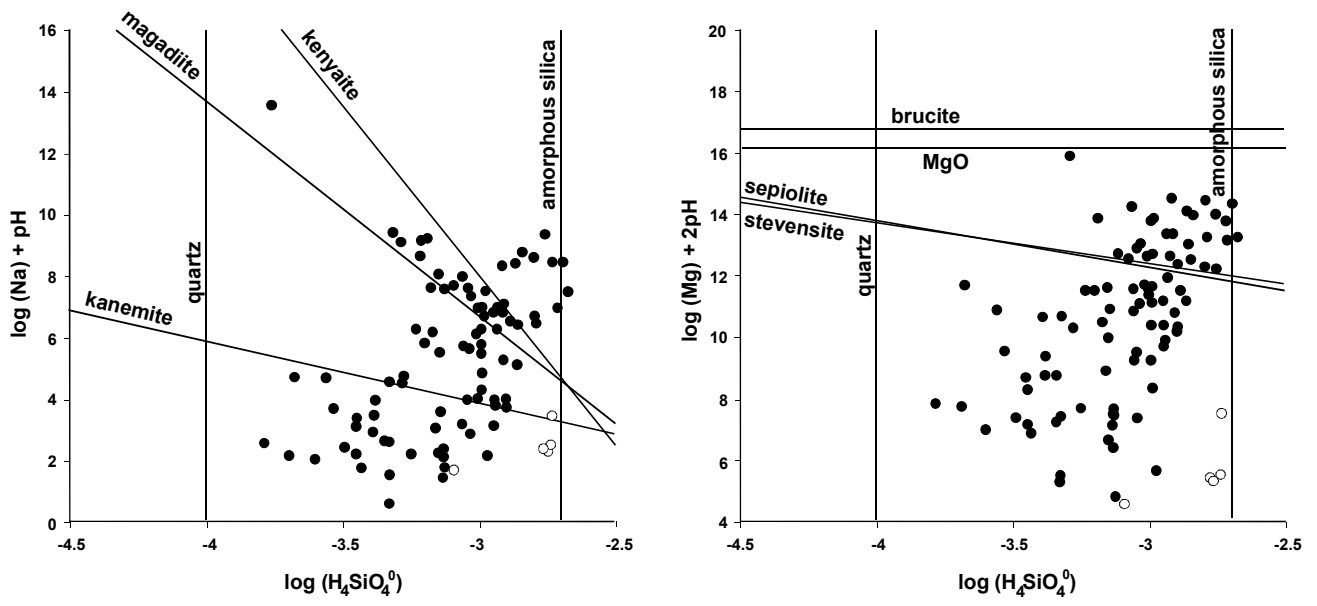 16
14
12
10
8
6
4
2
0
-4.5
-4
-3.5
-3
-2.5
log (Na) + pH
log (H₄SiO₄⁰)
magadiite
kenyaite
kanemite
quartz
amorphous silica
20
18
16
14
12
10
8
6
4
-4.5
-4
-3.5
-3
-2.5
log (Mg) + 2pH
log (H₄SiO₄⁰)
brucite
MgO
sepiolite
stevensite
quartz
amorphous silica